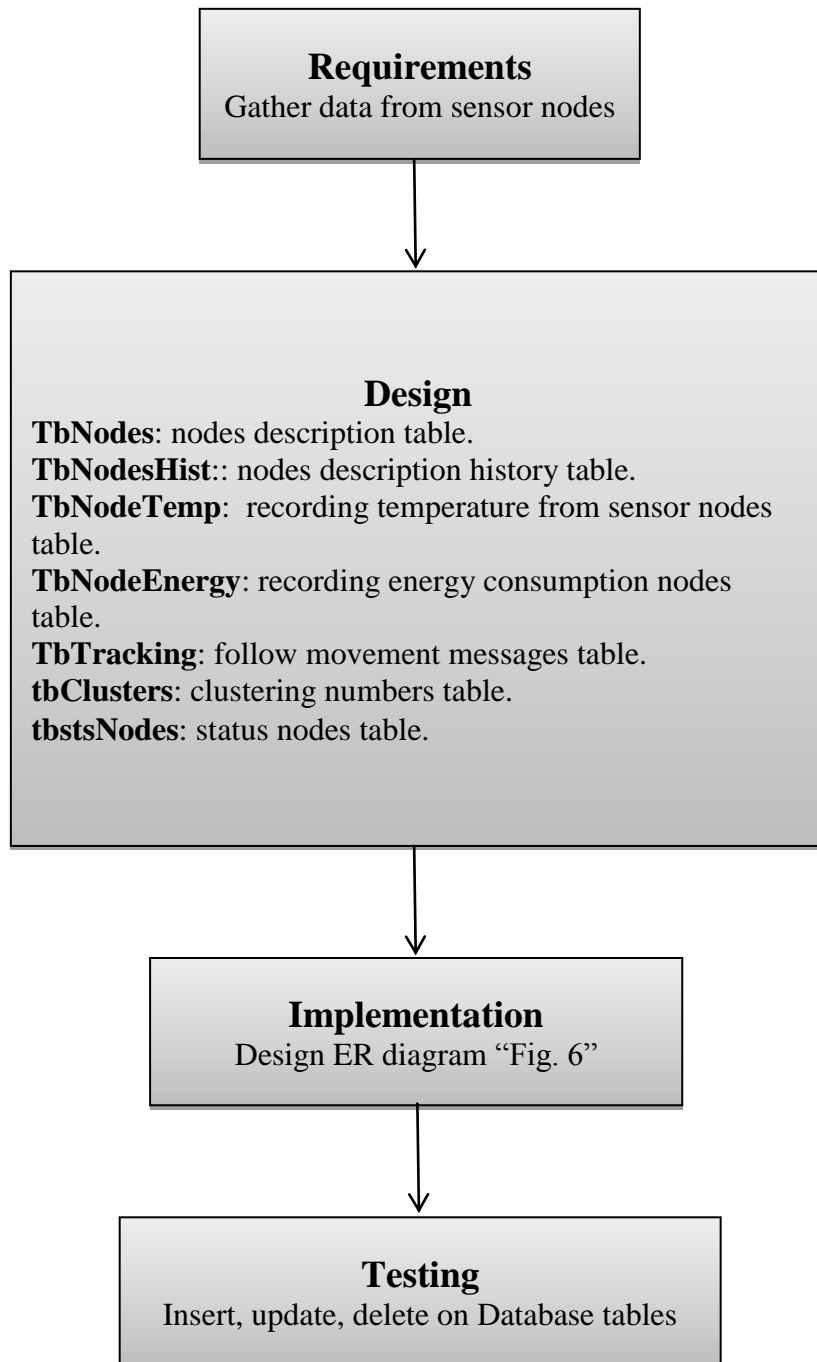 Requirements
Gather data from sensor nodes
Design
TbNodes: nodes description table.
TbNodesHist:: nodes description history table.
TbNodeTemp:  recording temperature from sensor nodes
table.
TbNodeEnergy: recording energy consumption nodes
table.
TbTracking: follow movement messages table.
tbClusters: clustering numbers table.
tbstsNodes: status nodes table.
Implementation
Design ER diagram “Fig. 6”
Testing
Insert, update, delete on Database tables